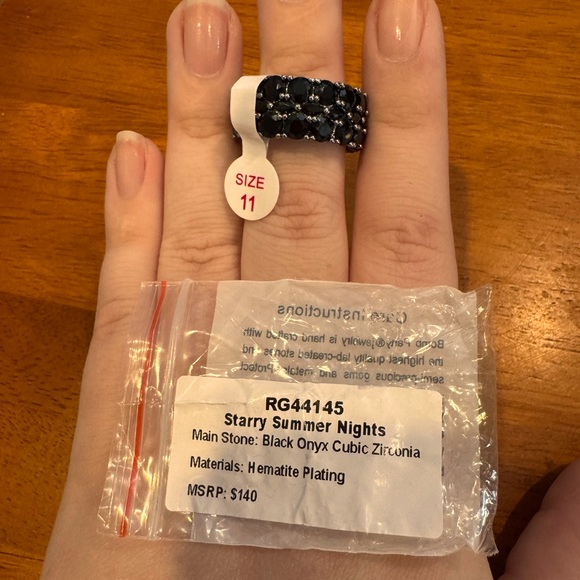 SIZE
11
Care Instructions
Bomb Party® jewelry is hand crafted with
the highest quality lab-created stones and
semi-precious gems and metals. Protect
RG44145
Starry Summer Nights
Main Stone: Black Onyx Cubic Zirconia
Materials: Hematite Plating
MSRP: $140